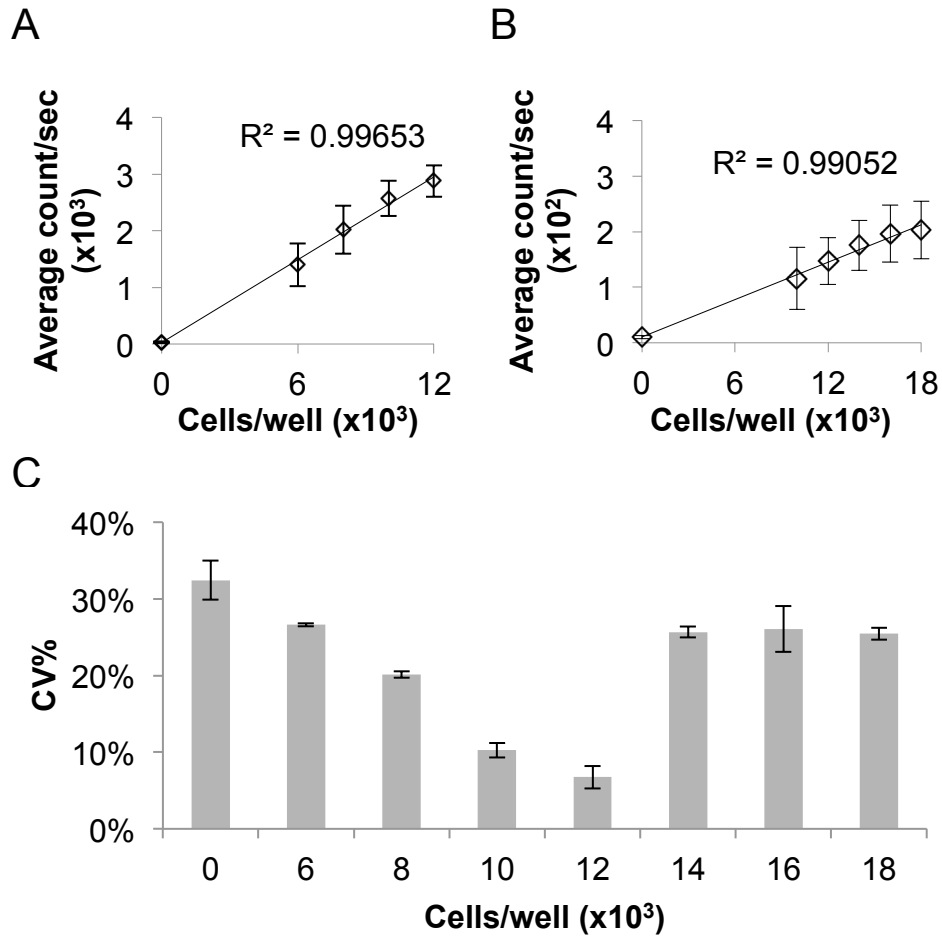 A
Average count/sec
(x10³)
4
3
2
1
0
R² = 0.99653
0 6 12
Cells/well (x10³)
B
Average count/sec
(x10²)
4
3
2
1
0
R² = 0.99052
0 6 12 18
Cells/well (x10³)
C
CV%
40%
30%
20%
10%
0%
0 6 8 10 12 14 16 18
Cells/well (x10³)